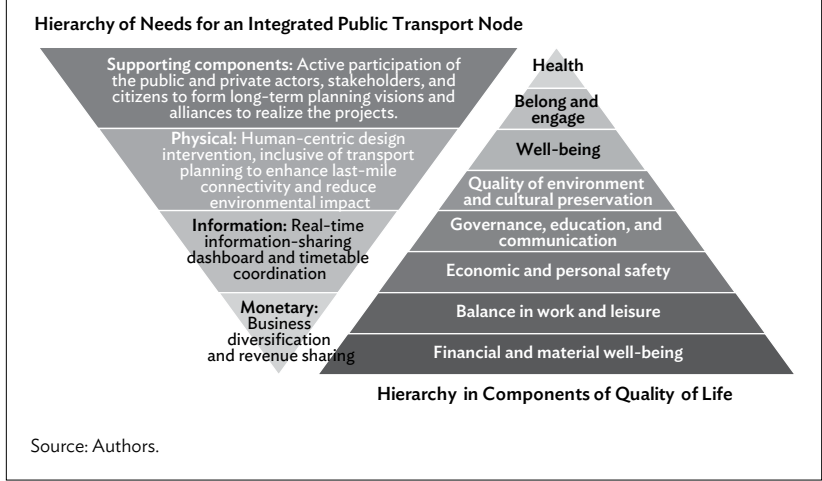 Hierarchy of Needs for an Integrated Public Transport Node
Supporting components: Active participation of
the public and private actors, stakeholders, and
citizens to form long-term planning visions and
alliances to realize the projects.
Physical: Human-centric design
intervention, inclusive of transport
planning to enhance last-mile
connectivity and reduce
environmental impact
Information: Real-time
information-sharing
dashboard and timetable
coordination
Monetary:
Business
diversification
and revenue sharing
Health
Belong and
engage
Well-being
Quality of environment
and cultural preservation
Governance, education, and
communication
Economic and personal safety
Balance in work and leisure
Financial and material well-being
Hierarchy in Components of Quality of Life
Source: Authors.